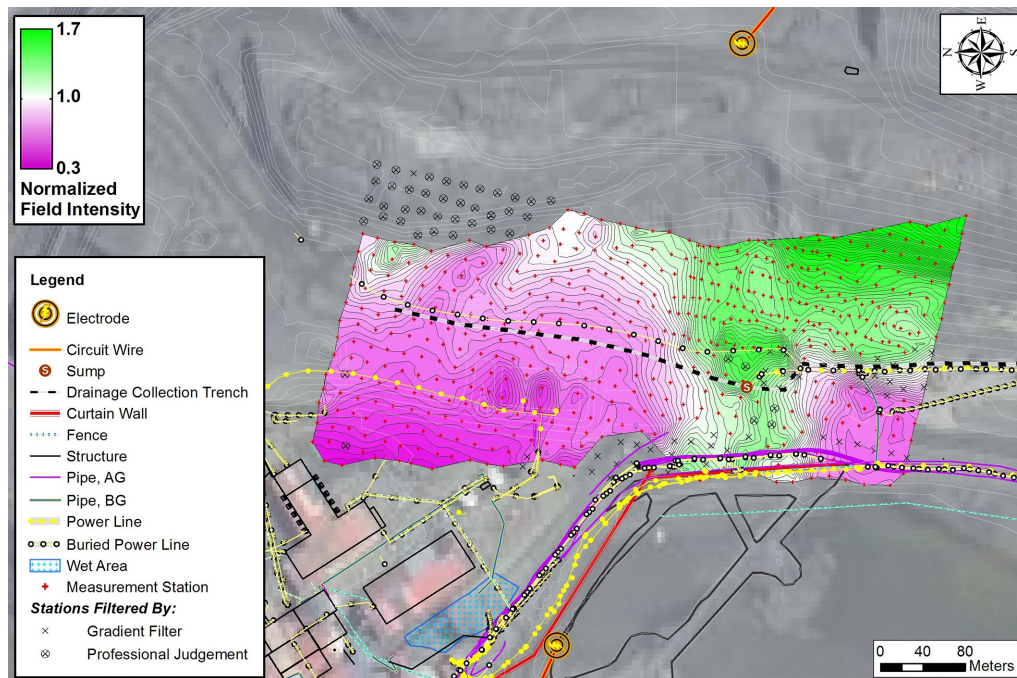 1.7
1.0
0.3
Normalized
Field Intensity
E
N
S
W
Legend
Electrode
Circuit Wire
S Sump
Drainage Collection Trench
Curtain Wall
Fence
Structure
Pipe, AG
Pipe, BG
Power Line
Buried Power Line
Wet Area
Measurement Station
Stations Filtered By:
Gradient Filter
Professional Judgement
S
0 40 80
Meters